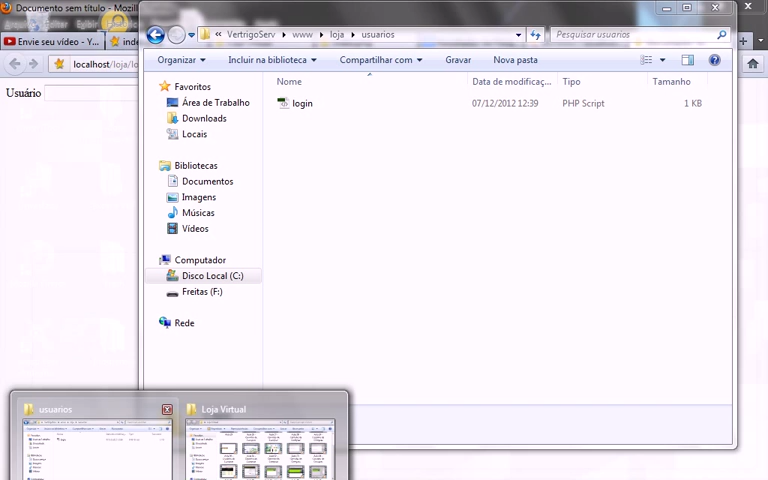 Documento sem título - Mozill
Editar Exibir
Envie seu vídeo - Y...
inde
localhost/loja/lo
Usuário
VertrigoServ www loja usuarios
Pesquisar usuarios
Organizar Incluir na biblioteca Compartilhar com Gravar Nova pasta
Nome Data de modificaç... Tipo Tamanho
login 07/12/2012 12:39 PHP Script 1 KB
Favoritos
Área de Trabalho
Downloads
Locais
Bibliotecas
Documentos
Imagens
Músicas
Vídeos
Computador
Disco Local (C:)
Freitas (F:)
Rede
usuarios
Loja Virtual